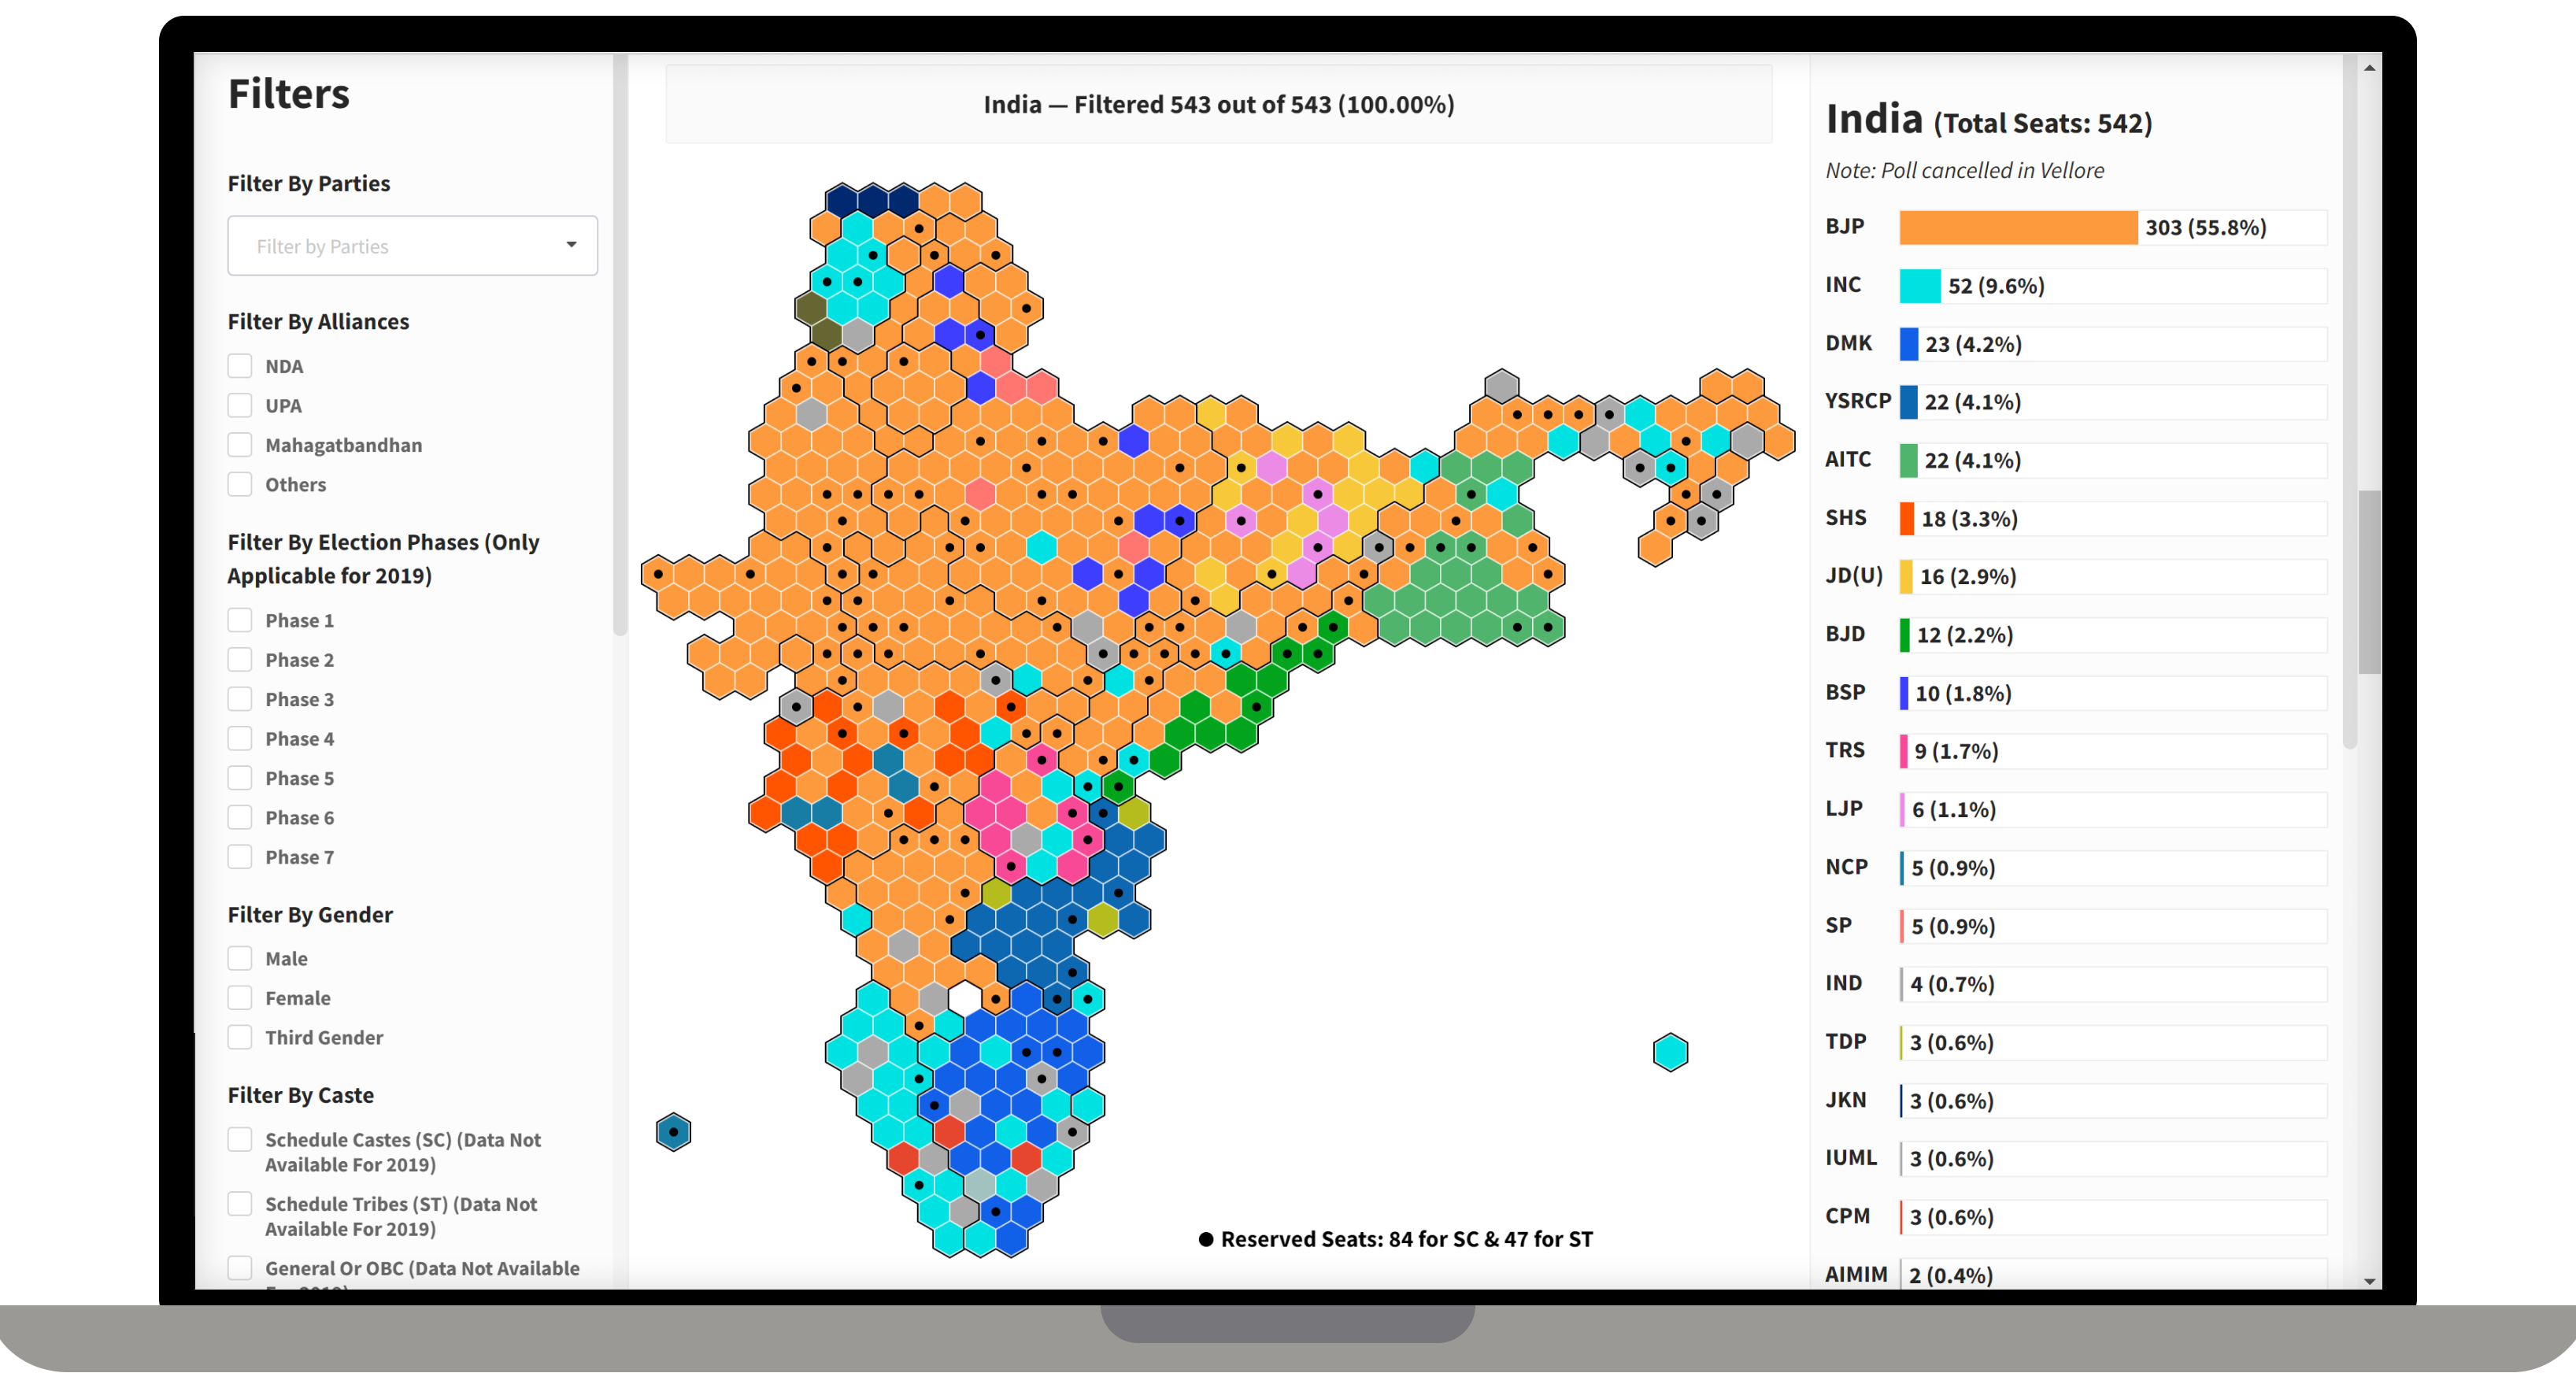 Filters
Filter By Parties
Filter by Parties
Filter By Alliances
NDA
UPA
Mahagatbandhan
Others
Filter By Election Phases (Only
Applicable for 2019)
Phase 1
Phase 2
Phase 3
Phase 4
Phase 5
Phase 6
Phase 7
Filter By Gender
Male
Female
Third Gender
Filter By Caste
Schedule Castes (SC) (Data Not
Available For 2019)
Schedule Tribes (ST) (Data Not
Available For 2019)
General Or OBC (Data Not Available
For 2019)
India — Filtered 543 out of 543 (100.00%)
Reserved Seats: 84 for SC & 47 for ST
India (Total Seats: 542)
Note: Poll cancelled in Vellore
BJP 303 (55.8%)
INC 52 (9.6%)
DMK 23 (4.2%)
YSRCP 22 (4.1%)
AITC 22 (4.1%)
SHS 18 (3.3%)
JD(U) 16 (2.9%)
BJD 12 (2.2%)
BSP 10 (1.8%)
TRS 9 (1.7%)
LJP 6 (1.1%)
NCP 5 (0.9%)
SP 5 (0.9%)
IND 4 (0.7%)
TDP 3 (0.6%)
JKN 3 (0.6%)
IUML 3 (0.6%)
CPM 3 (0.6%)
AIMIM 2 (0.4%)